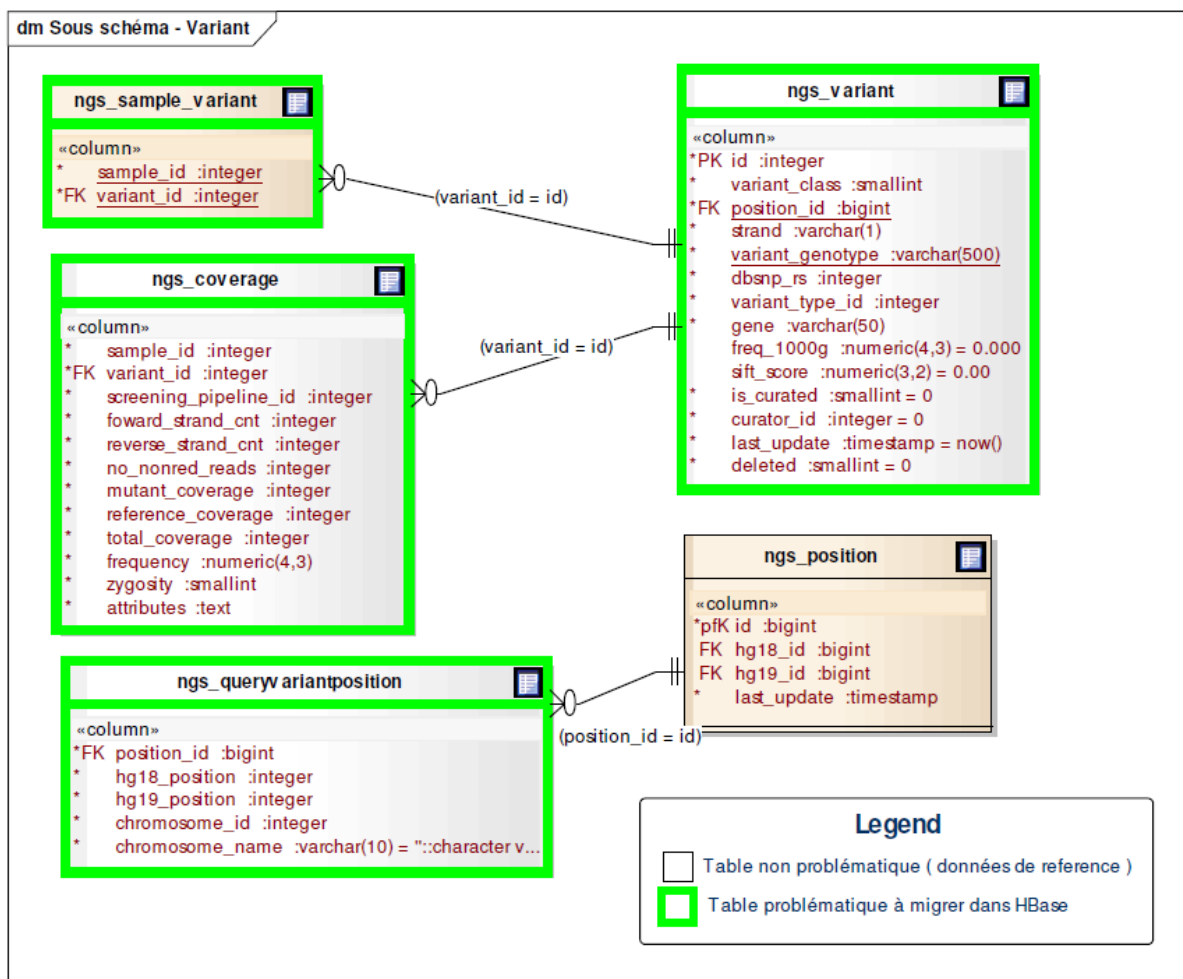 dm Sous schéma - Variant
ngs_sample_variant
«column»
* sample_id :integer
*FK variant_id :integer
(variant_id = id)
ngs_variant
«column»
*PK id :integer
* variant_class :smallint
*FK position_id :bigint
* strand :varchar(1)
* variant_genotype :varchar(500)
* dbsnp_rs :integer
* variant_type_id :integer
* gene :varchar(50)
freq_1000g :numeric(4,3) = 0.000
sift_score :numeric(3,2) = 0.00
* is_curated :smallint = 0
* curator_id :integer = 0
* last_update :timestamp = now()
* deleted :smallint = 0
ngs_coverage
«column»
* sample_id :integer
*FK variant_id :integer
* screening_pipeline_id :integer
* foward_strand_cnt :integer
* reverse_strand_cnt :integer
* no_nonred_reads :integer
* mutant_coverage :integer
* reference_coverage :integer
* total_coverage :integer
* frequency :numeric(4,3)
* zygosity :smallint
* attributes :text
(variant_id = id)
ngs_position
«column»
*pfK id :bigint
FK hg18_id :bigint
FK hg19_id :bigint
* last_update :timestamp
ngs_queryvariantposition
«column»
*FK position_id :bigint
* hg18_position :integer
* hg19_position :integer
* chromosome_id :integer
* chromosome_name :varchar(10) = "::character v...
(position_id = id)
Legend
Table non problématique ( données de reference )
Table problématique à migrer dans HBase